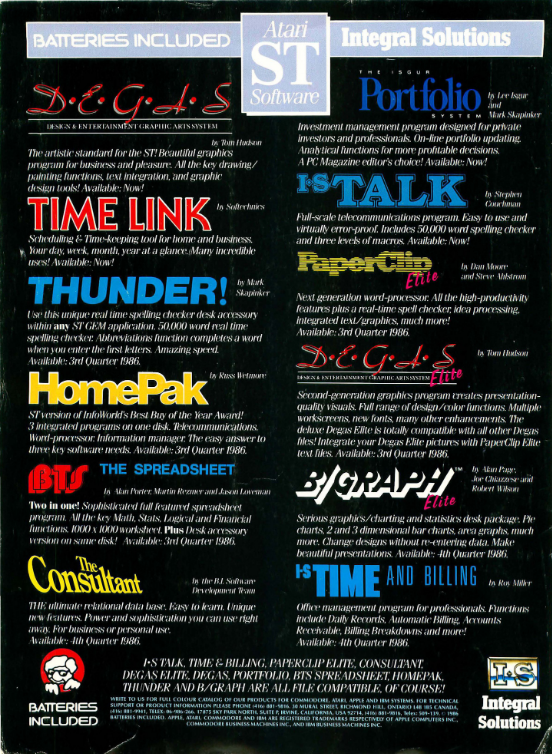 BATTERIES INCLUDED
Atari
ST
Software
Integral Solutions
D·E·G·A·S
DESIGN & ENTERTAINMENT GRAPHIC ARTS SYSTEM
by Tom Hudson
The artistic standard for the ST! Beautiful graphics
program for business and pleasure. All the key drawing/
painting functions, text integration, and graphic
design tools! Available: Now!
TIME LINK
by Softechnics
Scheduling & Time-keeping tool for home and business,
Your day, week, month, year at a glance. Many incredible
uses! Available: Now!
THUNDER!
by Mark
Skapinker
Use this unique real time spelling checker desk accessory
within any ST GEM application. 50,000 word real time
spelling checker. Abbreviations function completes a word
when you enter the first letters. Amazing speed.
Available: 3rd Quarter 1986.
HomePak
by Russ Wetmore
ST version of InfoWorld's Best Buy of the Year Award!
3 integrated programs on one disk. Telecommunications.
Word-processor. Information manager. The easy answer to
three key software needs. Available: 3rd Quarter 1986.
BTS
THE SPREADSHEET
by Alan Porter, Martin Rezmer and Jason Loveman
Two in one! Sophisticated full featured spreadsheet
program. All the key Math, Stats, Logical and Financial
functions. 1000 x 1000 worksheet. Plus Desk accessory
version on same disk! Available: 3rd Quarter 1986.
The
Consultant
by the B.I. Software
Development Team
THE ultimate relational data base. Easy to learn. Unique
new features. Power and sophistication you can use right
away. For business or personal use.
Available: 4th Quarter 1986.
THE ISGUR
Portfolio
SYSTEM
by Lee Isgur
and
Mark Skapinker
Investment management program designed for private
investors and professionals. On-line portfolio updating.
Analytical functions for more profitable decisions.
A PC Magazine editor's choice! Available: Now!
I•S TALK
by Stephen
Couchman
Full-scale telecommunications program. Easy to use and
virtually error-proof. Includes 50,000 word spelling checker
and three levels of macros. Available: Now!
PaperClip
Elite
by Dan Moore
and Steve Ahlstrom
Next generation word-processor. All the high-productivity
features plus a real-time spell checker, idea processing,
integrated text/graphics, much more!
Available: 3rd Quarter 1986.
D·E·G·A·S
Elite
DESIGN & ENTERTAINMENT GRAPHIC ARTS SYSTEM
by Tom Hudson
Second-generation graphics program creates presentation-
quality visuals. Full range of design/color functions. Multiple
workscreens, new fonts, many other enhancements. The
deluxe Degas Elite is totally compatible with all other Degas
files! Integrate your Degas Elite pictures with PaperClip Elite
text files. Available: 3rd Quarter 1986.
B/GRAPH™
Elite
by Alan Page,
Joe Chiazzese and
Robert Wilson
Serious graphics/charting and statistics desk package. Pie
charts, 2 and 3 dimensional bar charts, area graphs, much
more. Change designs without re-entering data. Make
beautiful presentations. Available: 4th Quarter 1986.
I•S TIME AND BILLING
by Roy Miller
Office management program for professionals. Functions
include Daily Records, Automatic Billing, Accounts
Receivable, Billing Breakdowns and more!
Available: 4th Quarter 1986.
BATTERIES
INCLUDED
I•S TALK, TIME & BILLING, PAPERCLIP ELITE, CONSULTANT,
DEGAS ELITE, DEGAS, PORTFOLIO, BTS SPREADSHEET, HOMEPAK,
THUNDER AND B/GRAPH ARE ALL FILE COMPATIBLE, OF COURSE!
WRITE TO US FOR FULL COLOUR CATALOG OF OUR PRODUCTS FOR COMMODORE, ATARI, APPLE AND IBM SYSTEMS. FOR TECHNICAL
SUPPORT OR PRODUCT INFORMATION PLEASE PHONE (416) 881-9816. 30 MURAL STREET, RICHMOND HILL, ONTARIO L4B 1B5 CANADA,
(416) 881-9941, TELEX: 06-986-266. 17875 SKY PARK NORTH, SUITE P, IRVINE, CALIFORNIA, USA 92714,
BATTERIES INCLUDED. APPLE, ATARI, COMMODORE AND IBM ARE REGISTERED TRADEMARKS RESPECTIVELY OF APPLE COMPUTERS INC.,
COMMODORE BUSINESS MACHINES INC., AND IBM BUSINESS MACHINES INC.
I•S
Integral
Solutions